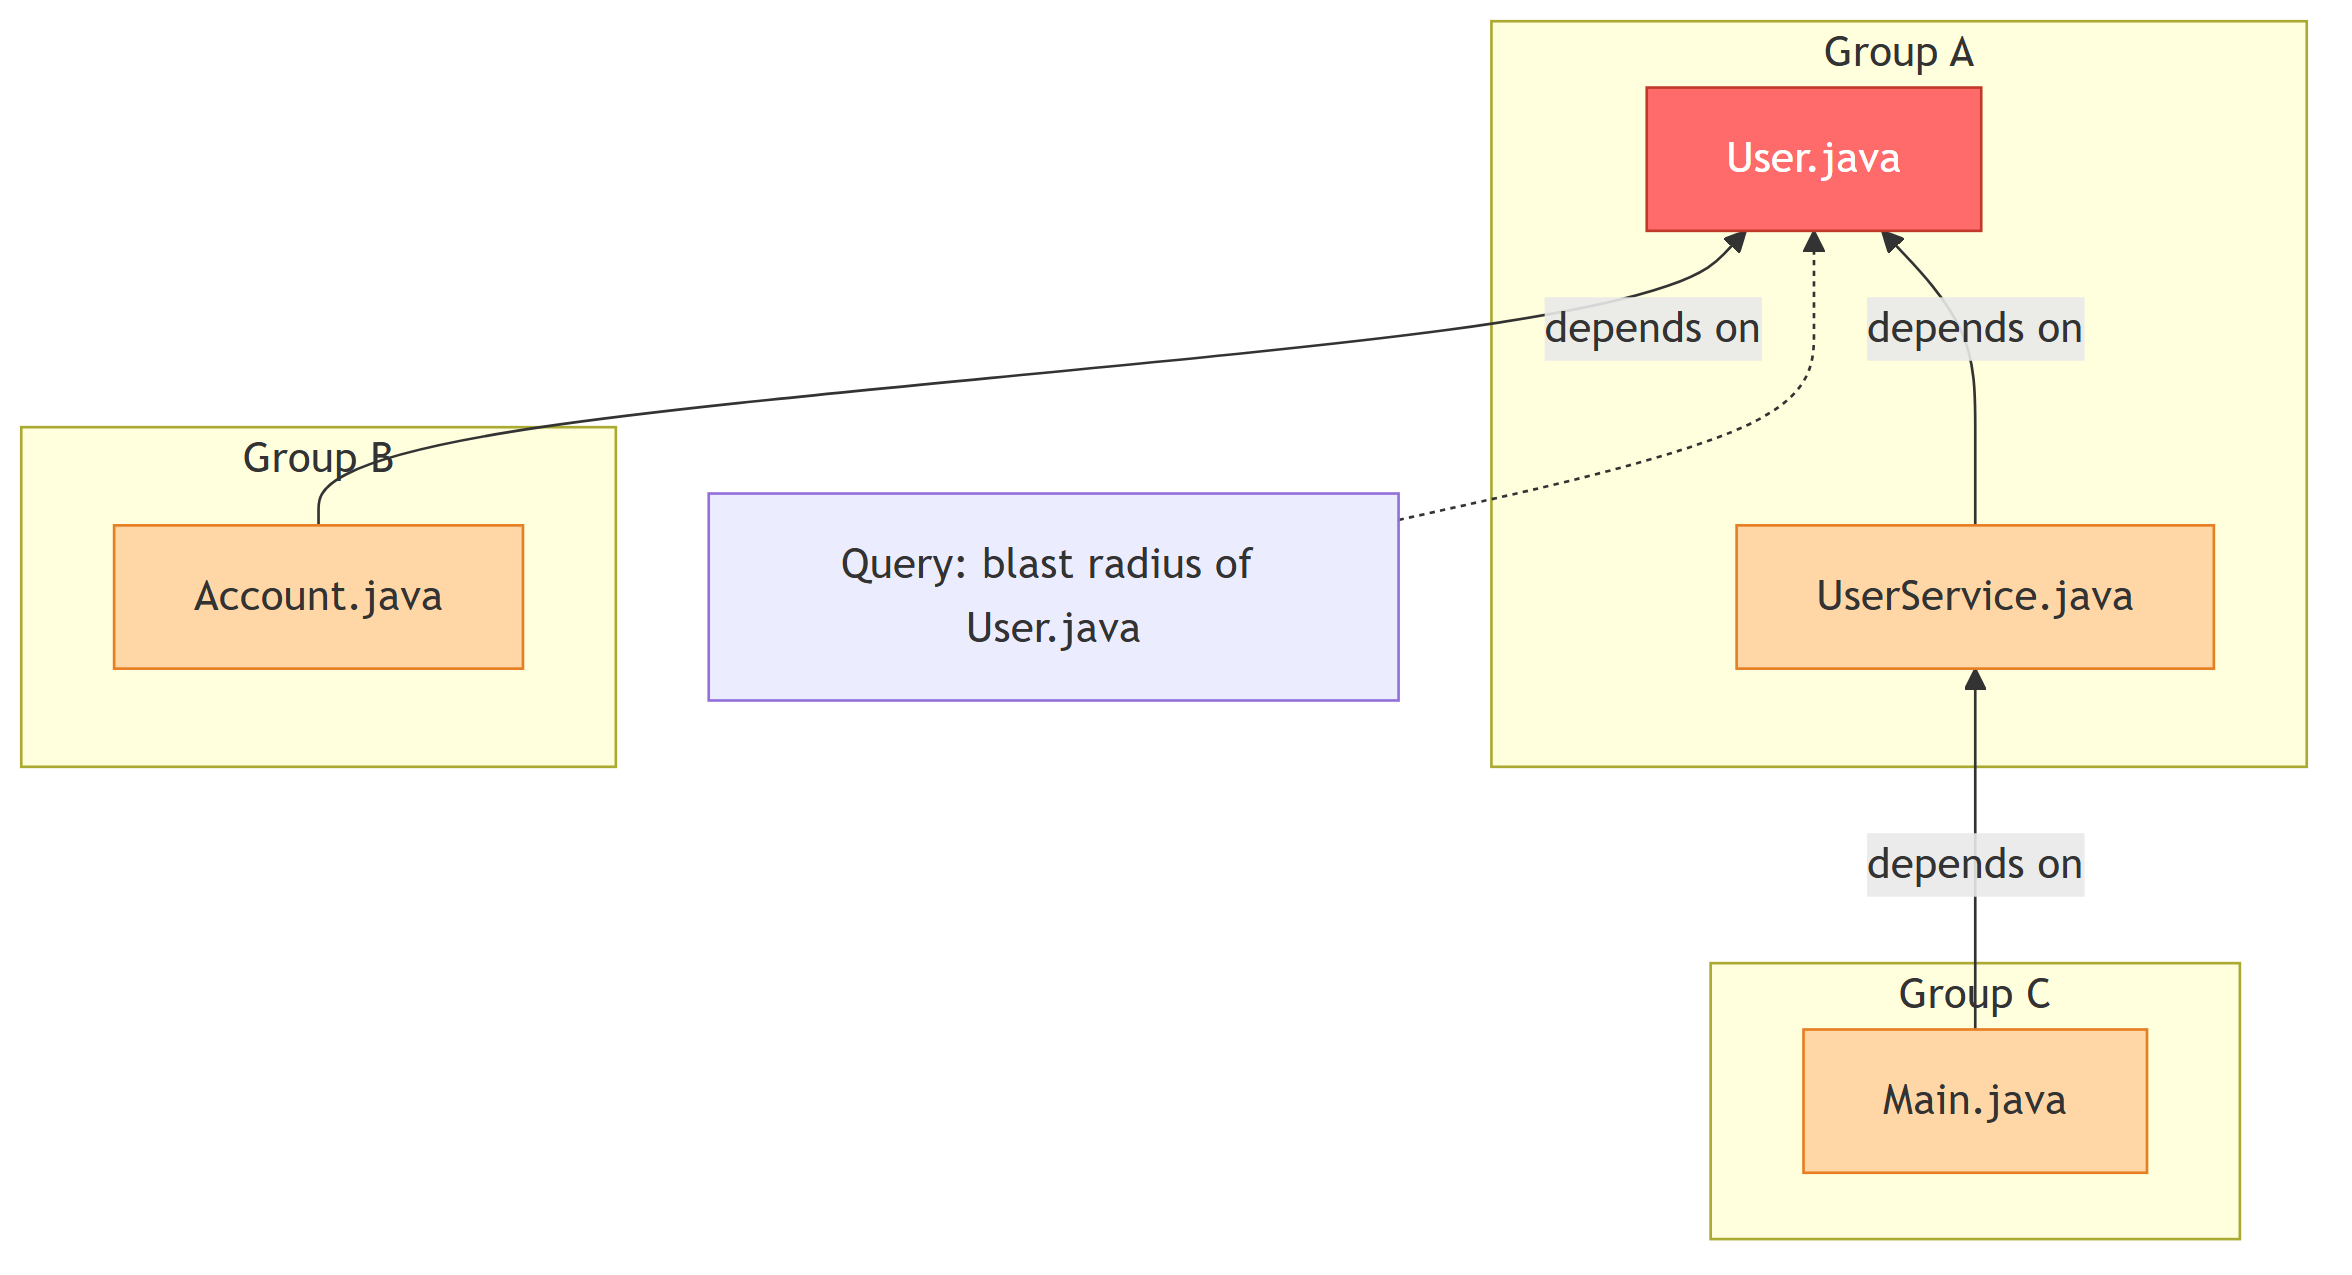 Group A
User.java
depends on
depends on
Group B
Account.java
Query: blast radius of
User.java
UserService.java
depends on
Group C
Main.java